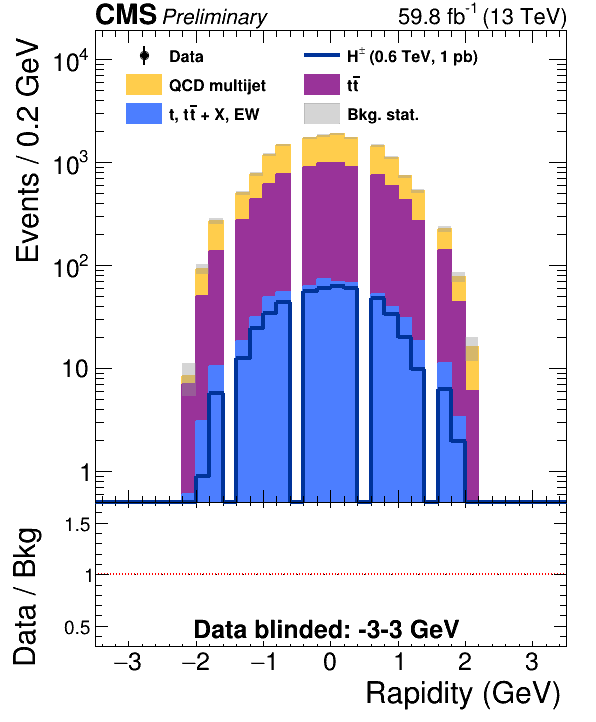 CMS Preliminary 59.8 fb⁻¹ (13 TeV)
Events / 0.2 GeV
10⁴
10³
10²
10
1
Data
H± (0.6 TeV, 1 pb)
QCD multijet
tt̄
t, tt̄ + X, EW
Bkg. stat.
Data / Bkg
1.5
1
0.5
Data blinded: -3-3 GeV
−3 −2 −1 0 1 2 3
Rapidity (GeV)